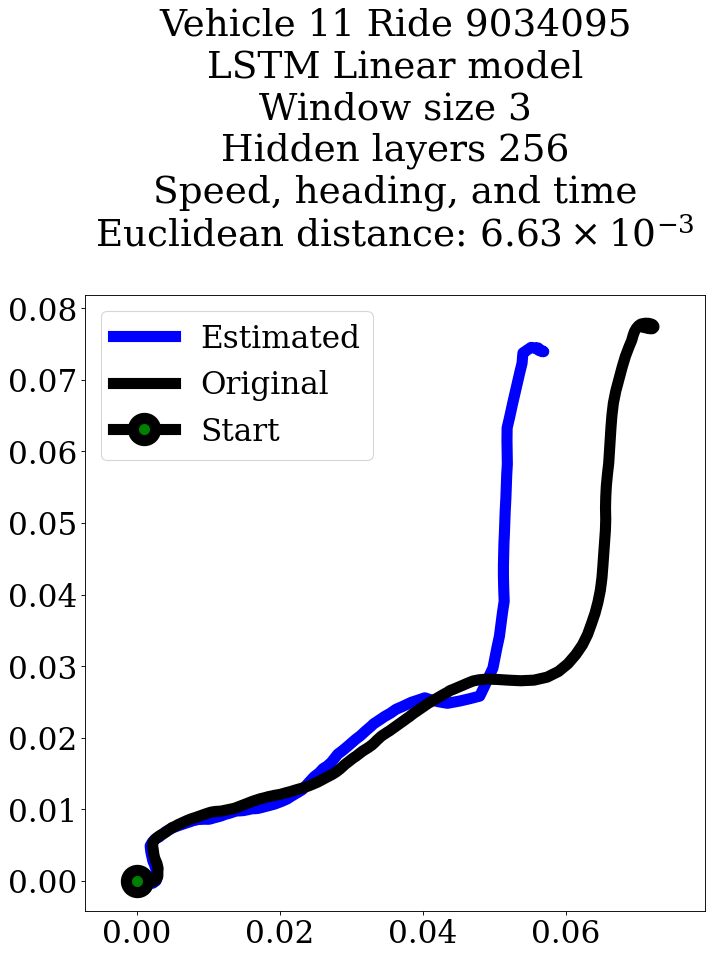 Vehicle 11 Ride 9034095
LSTM Linear model
Window size 3
Hidden layers 256
Speed, heading, and time
Euclidean distance: 6.63 × 10⁻³
0.08
0.07
0.06
0.05
0.04
0.03
0.02
0.01
0.00
Estimated
Original
Start
0.00 0.02 0.04 0.06